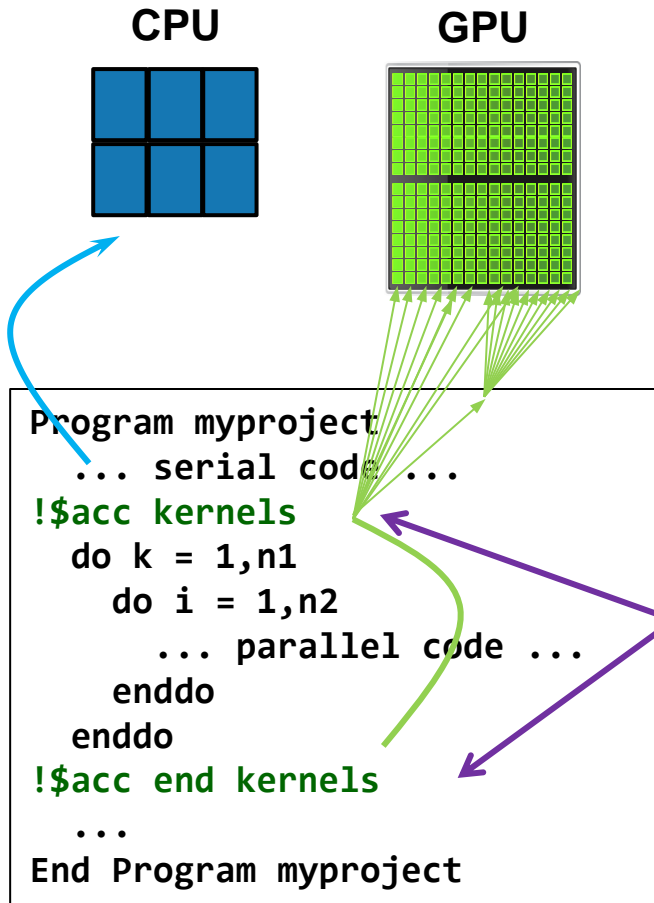 CPU GPU
Program myproject
... serial code ...
!$acc kernels
do k = 1,n1
do i = 1,n2
... parallel code ...
enddo
enddo
!$acc end kernels
...
End Program myproject